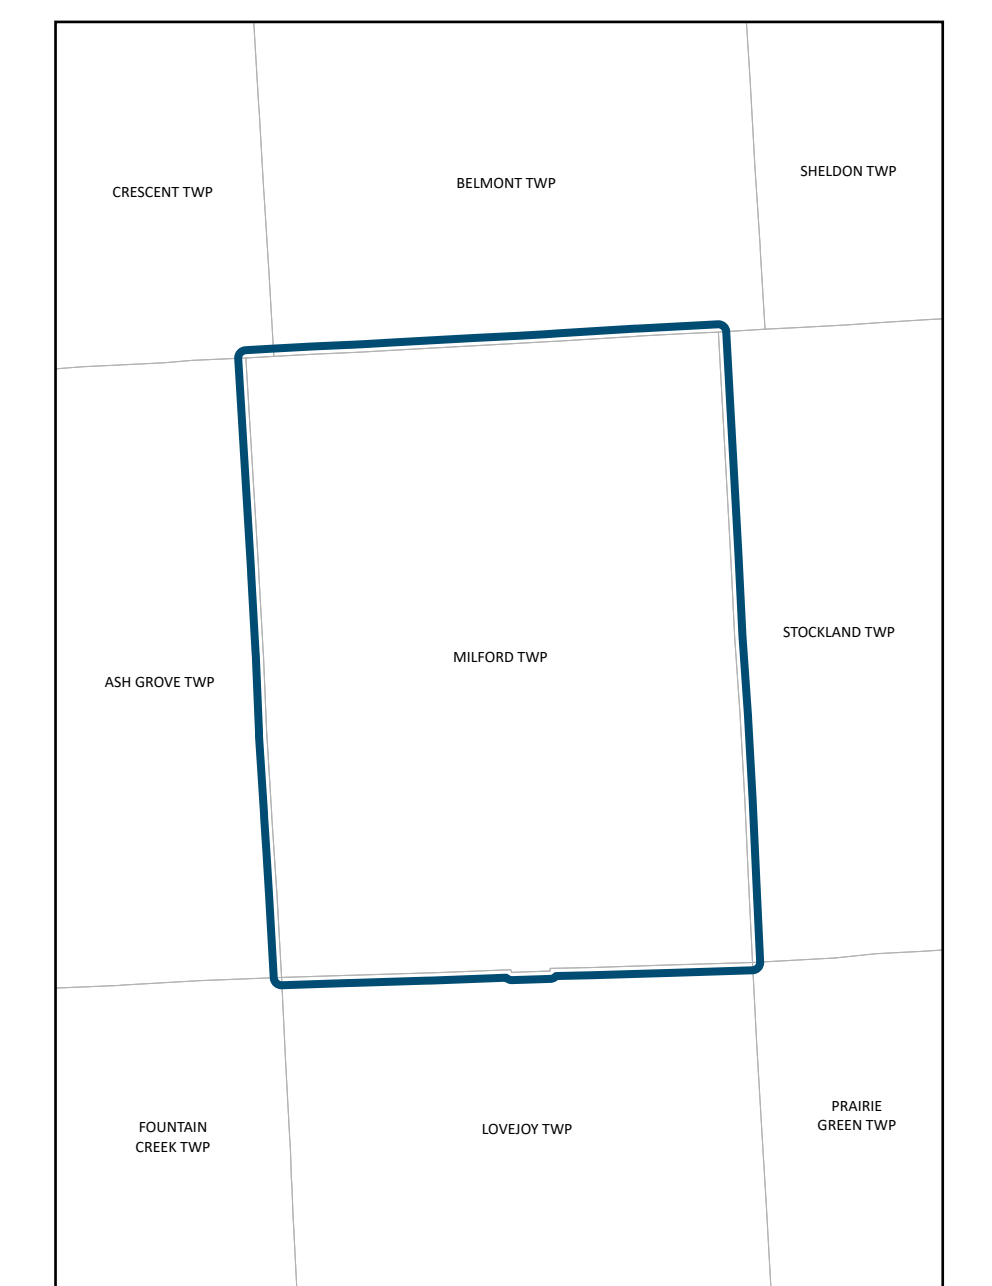 CRESCENT TWP
BELMONT TWP
SHELDON TWP
ASH GROVE TWP
MILFORD TWP
STOCKLAND TWP
FOUNTAIN
CREEK TWP
LOVEJOY TWP
PRAIRIE
GREEN TWP